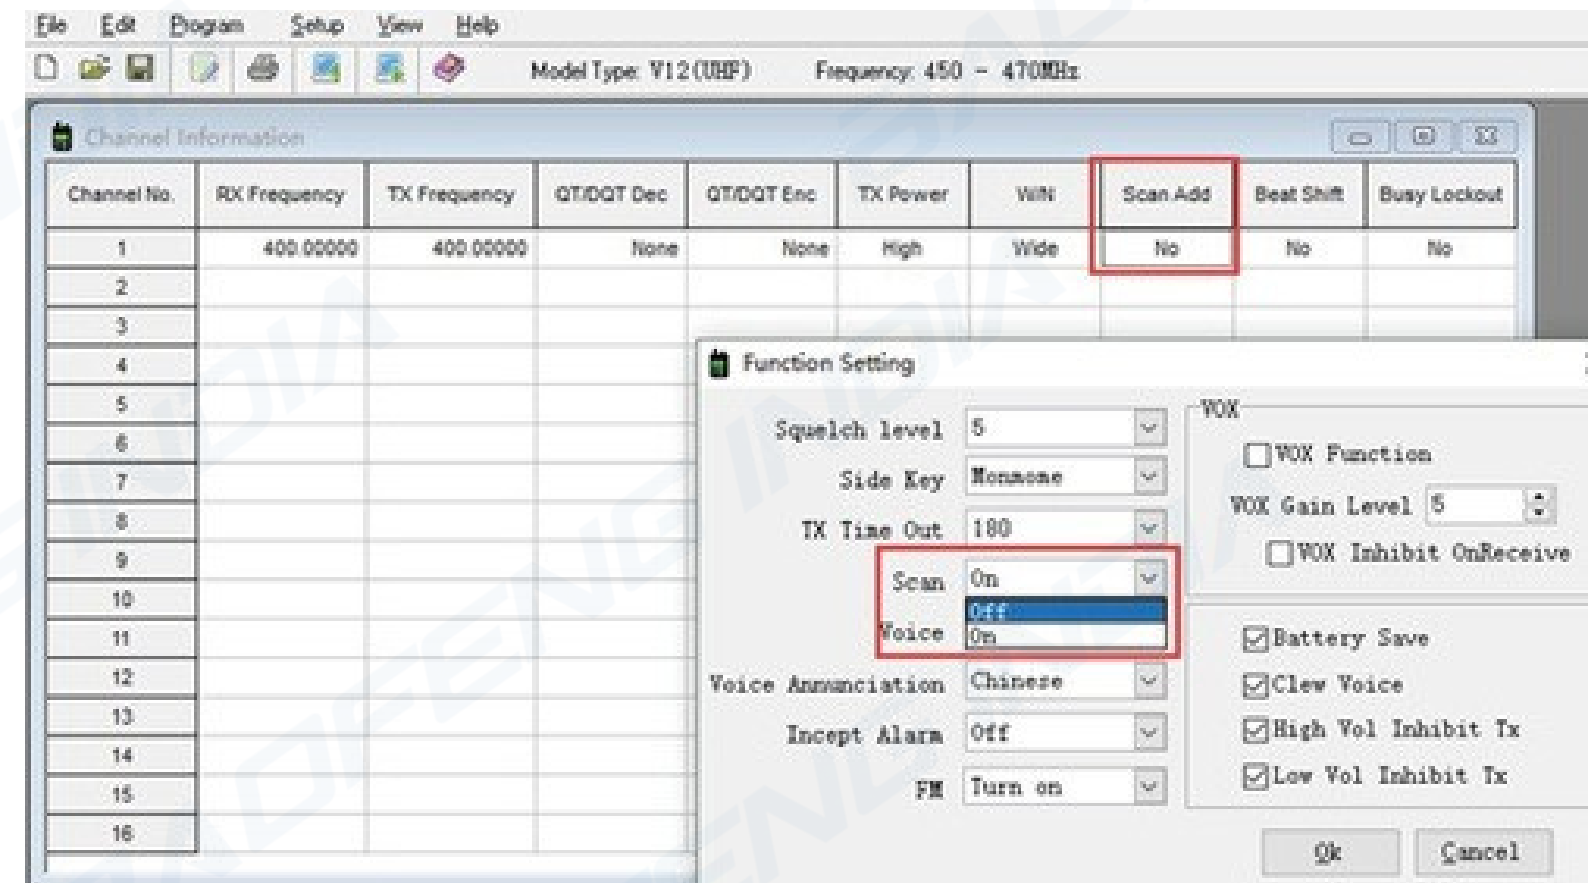 File Edit Program Setup View Help
Model Type: V12(UHF) Frequency: 450 - 470MHz
Channel Information
Channel No. RX Frequency TX Frequency QT/DQT Dec QT/DQT Enc TX Power W/N Scan Add Beat Shift Busy Lockout
1 400.00000 400.00000 None None High Wide No No No
2
3
4
5
6
7
8
9
10
11
12
13
14
15
16
Function Setting
Squelch level 5
Side Key Monmome
TX Time Out 180
Scan On
Off
Voice On
Voice Annunciation Chinese
Incept Alarm Off
FM Turn on
VOX
VOX Function
VOX Gain Level 5
VOX Inhibit OnReceive
Battery Save
Clew Voice
High Vol Inhibit Tx
Low Vol Inhibit Tx
Ok Cancel
BAOFENG INDIA